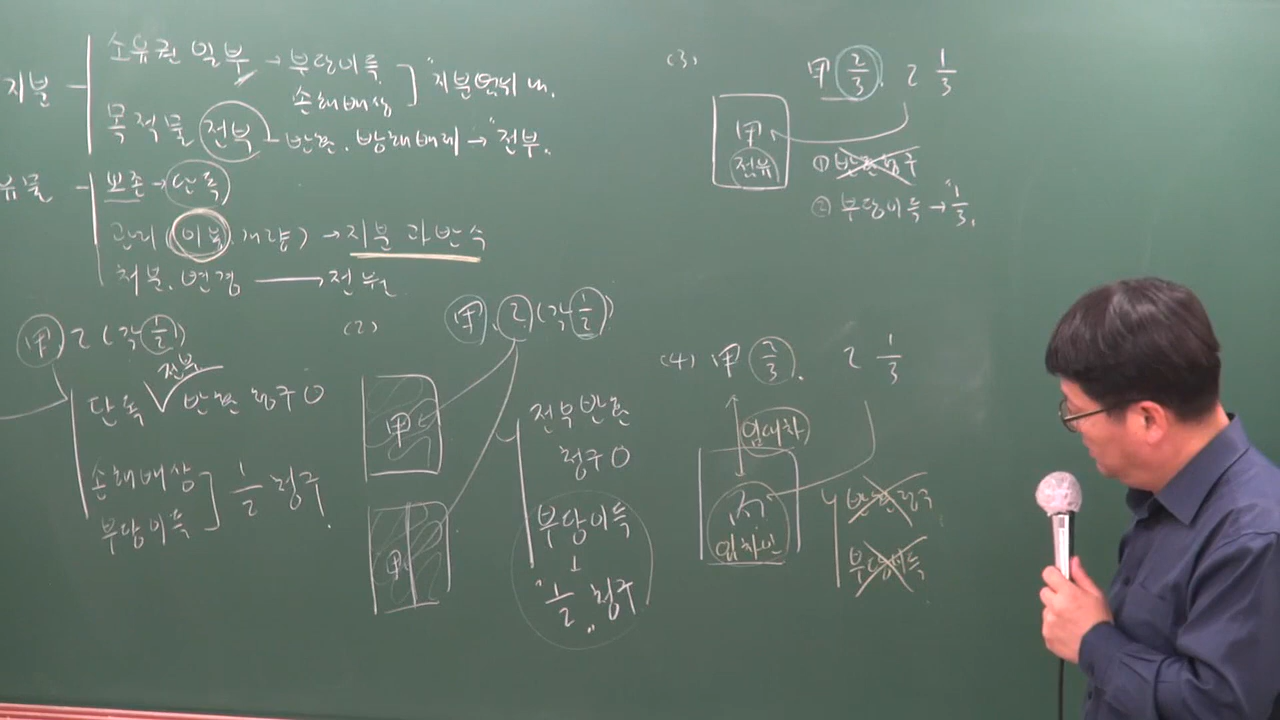 지분 소유권 일부 → 부당이득
손해배상 ] "지분범위 내.
목적물 전부 - 반환. 방해배제 → "전부.
유물 보존 → 단독
관리 (이용, 개량) → 지분 과반수
처분. 변경 → 전원
甲 乙 (각 1/2)
전부
단독 반환청구 O
손해배상
부당이득 ] 1/2 청구.
(2) 甲. 乙 (각 1/2)
甲
甲
전부반환
청구 O
부당이득
"1/2" 청구
(3) 甲 2/3. 乙 1/3
甲
전유
① 반환청구
② 부당이득 → "1/3.
(4) 甲 2/3. 乙 1/3
임대차
임차인
반환청구
부당이득